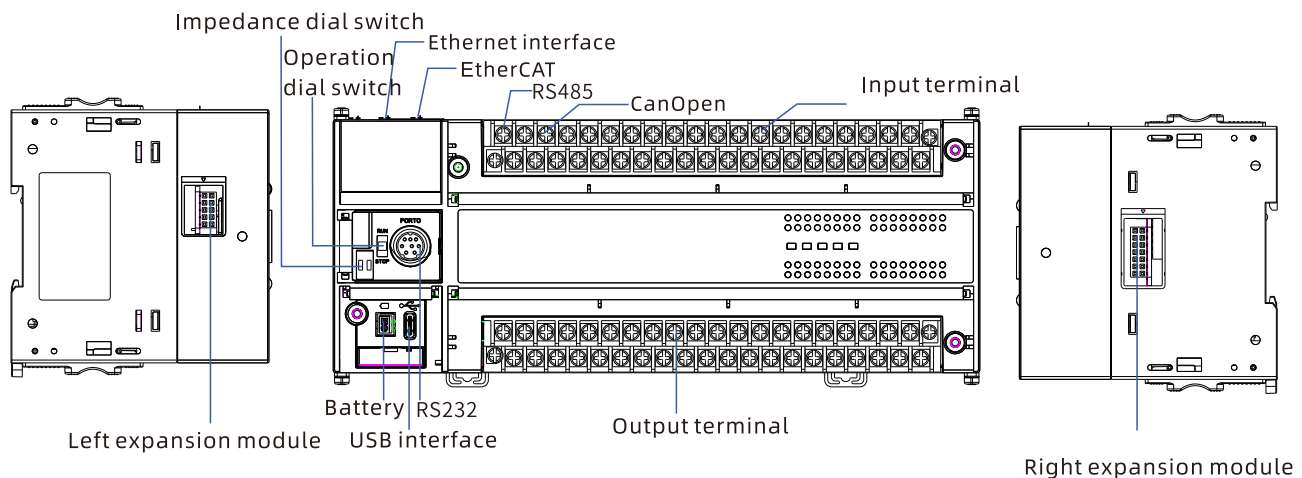 Impedance dial switch
Ethernet interface
Operation
dial switch
EtherCAT
RS485
CanOpen
Input terminal
PORTO
RUN
STOP
Battery
RS232
USB interface
Output terminal
Left expansion module
Right expansion module